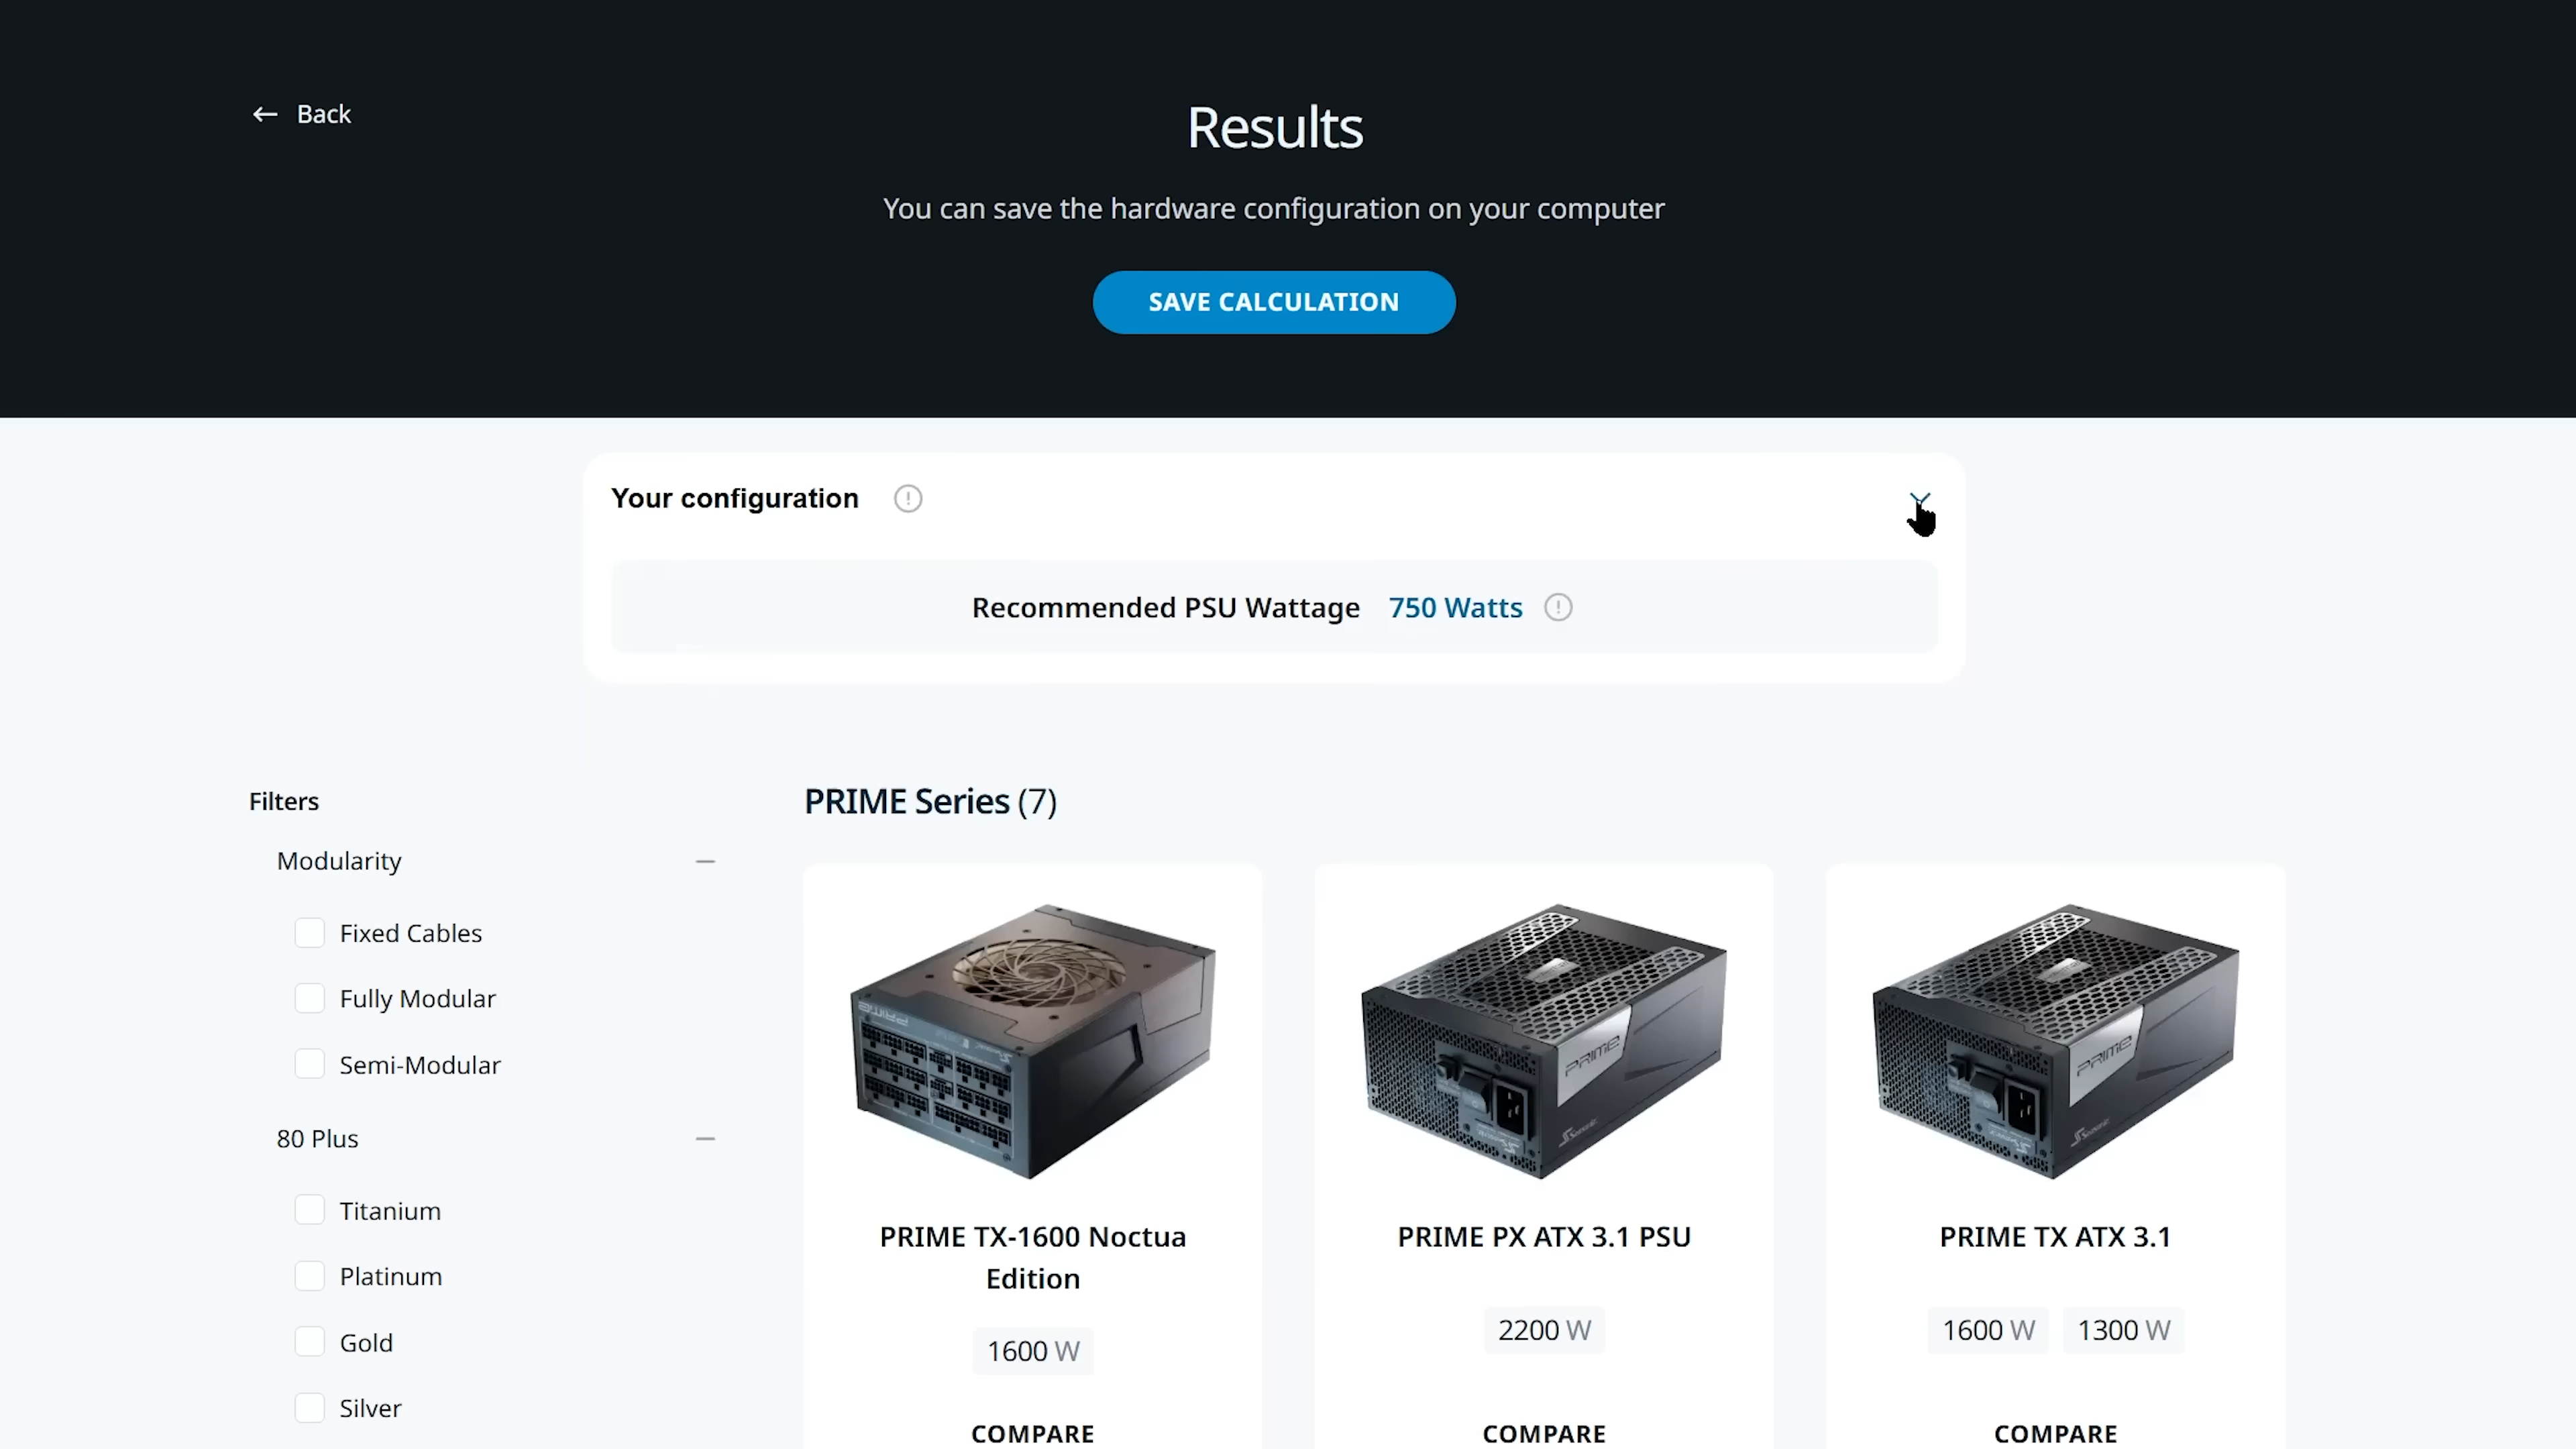 Back
Results
You can save the hardware configuration on your computer
SAVE CALCULATION
Your configuration
Recommended PSU Wattage 750 Watts
Filters
Modularity
Fixed Cables
Fully Modular
Semi-Modular
80 Plus
Titanium
Platinum
Gold
Silver
PRIME Series (7)
PRIME
PRIME
PRIME TX-1600 Noctua
Edition
1600 W
COMPARE
PRIME PX ATX 3.1 PSU
2200 W
COMPARE
PRIME TX ATX 3.1
1600 W 1300 W
COMPARE